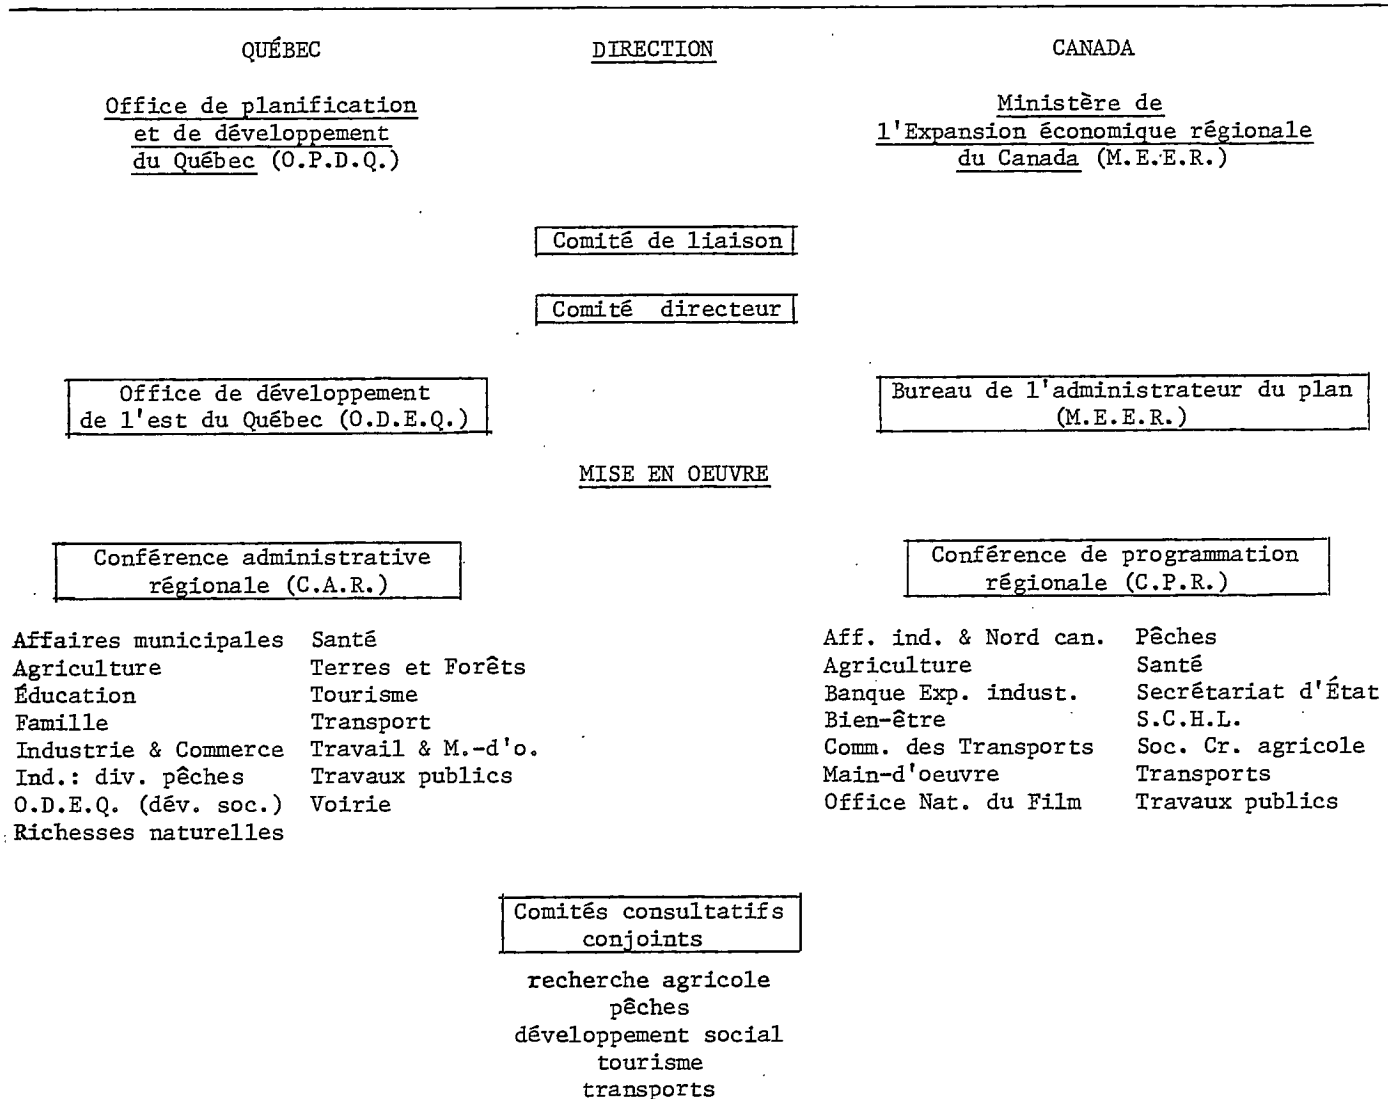 QUÉBEC DIRECTION CANADA
Office de planification
et de développement
du Québec (O.P.D.Q.)
Ministère de
l'Expansion économique régionale
du Canada (M.E.E.R.)
Comité de liaison
Comité directeur
Office de développement
de l'est du Québec (O.D.E.Q.)
Bureau de l'administrateur du plan
(M.E.E.R.)
MISE EN OEUVRE
Conférence administrative
régionale (C.A.R.)
Affaires municipales Santé
Agriculture Terres et Forêts
Éducation Tourisme
Famille Transport
Industrie & Commerce Travail & M.-d'o.
Ind.: div. pêches Travaux publics
O.D.E.Q. (dév. soc.) Voirie
Richesses naturelles
Conférence de programmation
régionale (C.P.R.)
Aff. ind. & Nord can. Pêches
Agriculture Santé
Banque Exp. indust. Secrétariat d'État
Bien-être S.C.H.L.
Comm. des Transports Soc. Cr. agricole
Main-d'oeuvre Transports
Office Nat. du Film Travaux publics
Comités consultatifs
conjoints
recherche agricole
pêches
développement social
tourisme
transports